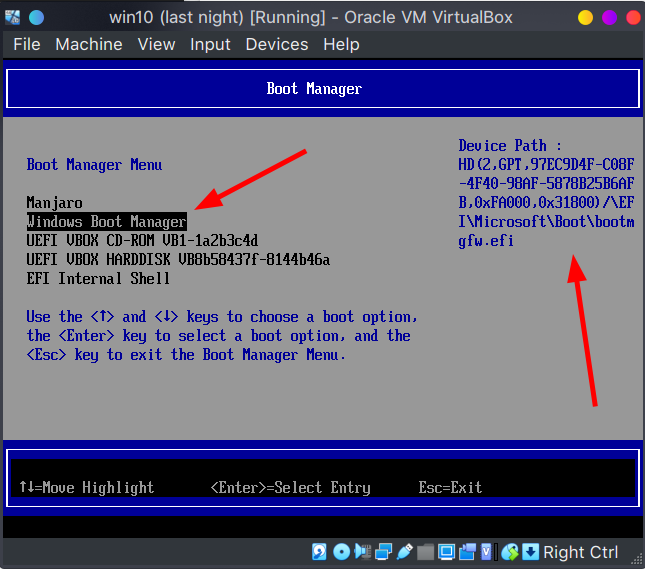 win10 (last night) [Running] - Oracle VM VirtualBox
File Machine View Input Devices Help
Boot Manager
Boot Manager Menu
Manjaro
Windows Boot Manager
UEFI VBOX CD-ROM VB1-1a2b3c4d
UEFI VBOX HARDDISK VB8b58437f-8144b46a
EFI Internal Shell
Use the <↑> and <↓> keys to choose a boot option,
the <Enter> key to select a boot option, and the
<Esc> key to exit the Boot Manager Menu.
Device Path :
HD(2,GPT,97EC9D4F-C08F
-4F40-98AF-5878B25B6AF
B,0xFA000,0x31800)/\EF
I\Microsoft\Boot\bootm
gfw.efi
↑↓=Move Highlight <Enter>=Select Entry Esc=Exit
Right Ctrl